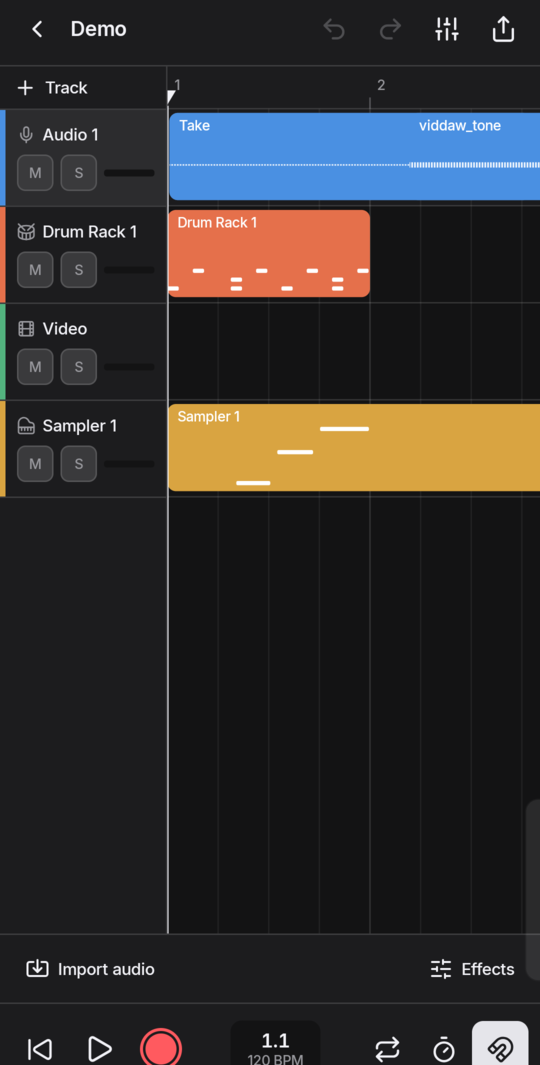 Demo
Track
1
2
Audio 1
M
S
Take
viddaw_tone
Drum Rack 1
M
S
Drum Rack 1
Video
M
S
Sampler 1
M
S
Sampler 1
Import audio
Effects
1.1
120 BPM